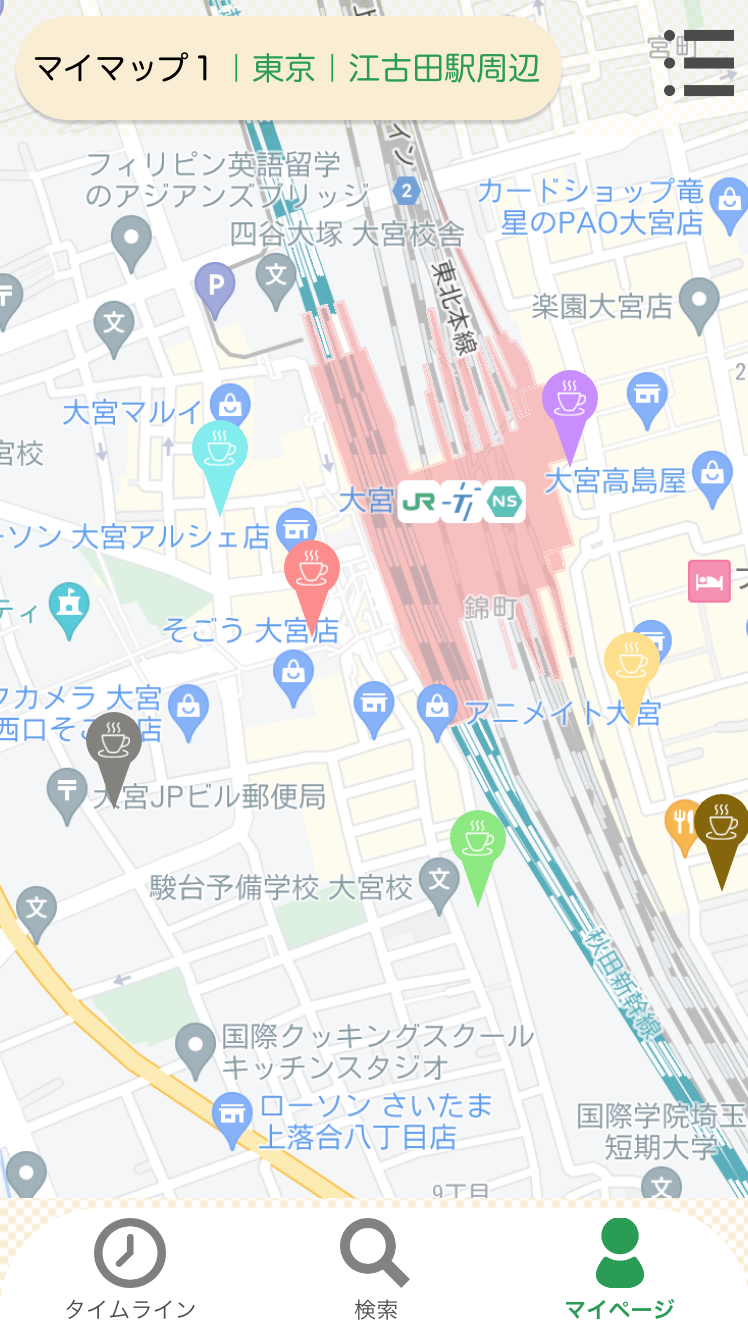 マイマップ１｜東京｜江古田駅周辺
宮町
イン
フィリピン英語留学
のアジアンズブリッジ
2
カードショップ竜
星のPAO大宮店
四谷大塚 大宮校舎
東北本線
P
文
文
楽園大宮店
大宮マルイ
宮校
大宮高島屋
大宮 JR NS
ーソン 大宮アルシェ店
ティ
錦町
そごう 大宮店
カメラ 大宮
西口そご
店
アニメイト大宮
大宮JPビル郵便局
駿台予備学校 大宮校
文
文
秋田新幹線
国際クッキングスクール
キッチンスタジオ
ローソン さいたま
上落合八丁目店
国際学院埼玉
短期大学
文
9丁目
タイムライン
検索
マイページ